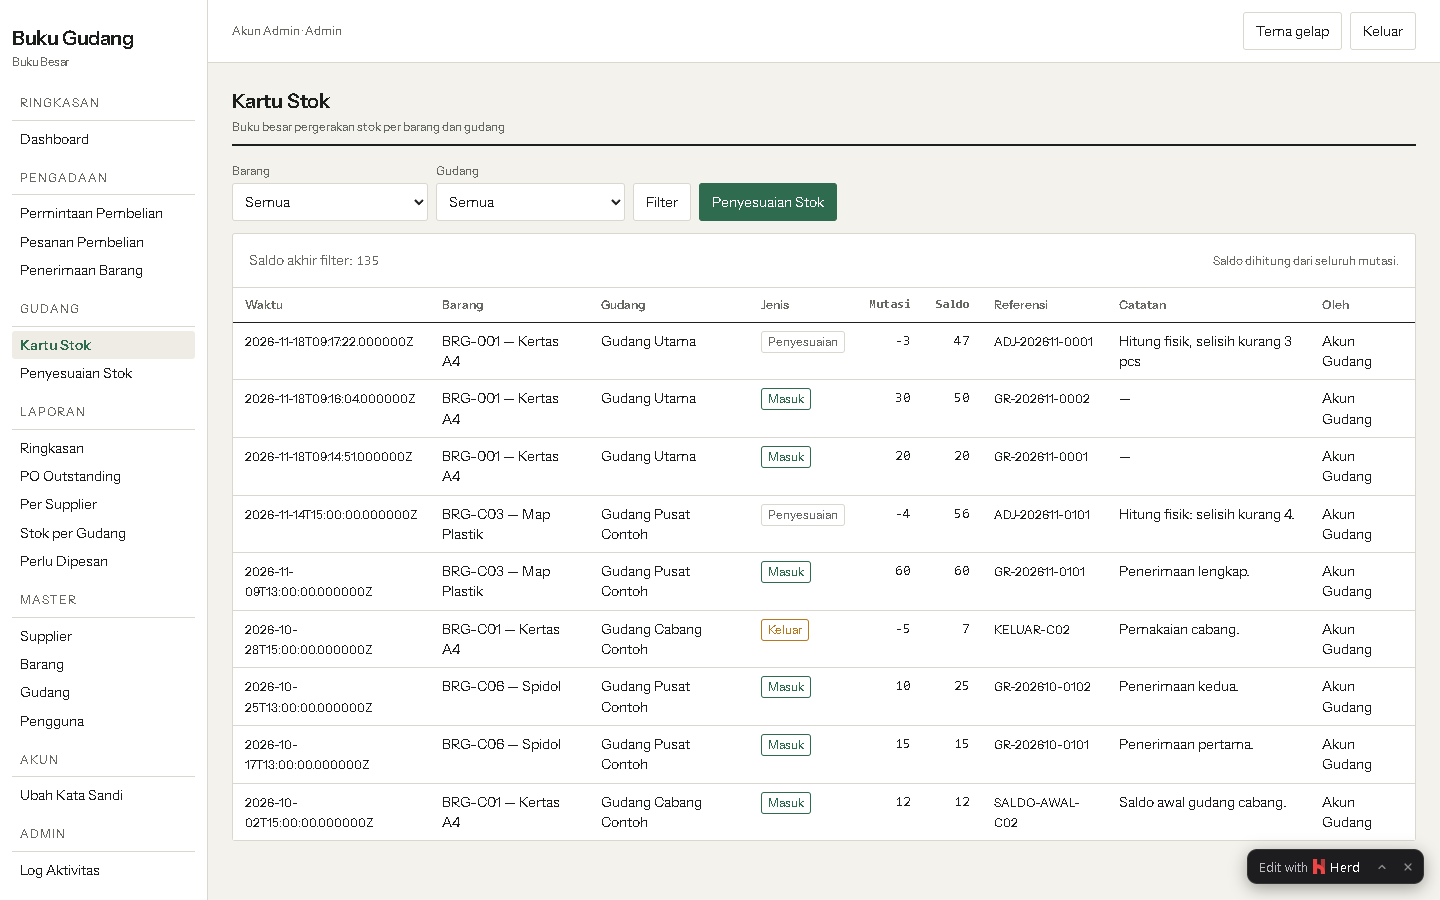 Buku Gudang
Buku Besar
RINGKASAN
Dashboard
PENGADAAN
Permintaan Pembelian
Pesanan Pembelian
Penerimaan Barang
GUDANG
Kartu Stok
Penyesuaian Stok
LAPORAN
Ringkasan
PO Outstanding
Per Supplier
Stok per Gudang
Perlu Dipesan
MASTER
Supplier
Barang
Gudang
Pengguna
AKUN
Ubah Kata Sandi
ADMIN
Log Aktivitas
Akun Admin · Admin
Tema gelap
Keluar
Kartu Stok
Buku besar pergerakan stok per barang dan gudang
Barang
Gudang
Semua
Semua
Filter
Penyesuaian Stok
Saldo akhir filter: 135
Saldo dihitung dari seluruh mutasi.
Waktu Barang Gudang Jenis Mutasi Saldo Referensi Catatan Oleh
2026-11-18T09:17:22.000000Z BRG-001 — Kertas Gudang Utama Penyesuaian -3 47 ADJ-202611-0001 Hitung fisik, selisih kurang 3 Akun
A4 pcs Gudang
2026-11-18T09:16:04.000000Z BRG-001 — Kertas Gudang Utama Masuk 30 50 GR-202611-0002 — Akun
A4 Gudang
2026-11-18T09:14:51.000000Z BRG-001 — Kertas Gudang Utama Masuk 20 20 GR-202611-0001 — Akun
A4 Gudang
2026-11-14T15:00:00.000000Z BRG-C03 — Map Gudang Pusat Penyesuaian -4 56 ADJ-202611-0101 Hitung fisik: selisih kurang 4. Akun
Plastik Contoh Gudang
2026-11- BRG-C03 — Map Gudang Pusat Masuk 60 60 GR-202611-0101 Penerimaan lengkap. Akun
09T13:00:00.000000Z Plastik Contoh Gudang
2026-10- BRG-C01 — Kertas Gudang Cabang Keluar -5 7 KELUAR-C02 Pemakaian cabang. Akun
28T15:00:00.000000Z A4 Contoh Gudang
2026-10- BRG-C06 — Spidol Gudang Pusat Masuk 10 25 GR-202610-0102 Penerimaan kedua. Akun
25T13:00:00.000000Z Contoh Gudang
2026-10- BRG-C06 — Spidol Gudang Pusat Masuk 15 15 GR-202610-0101 Penerimaan pertama. Akun
17T13:00:00.000000Z Contoh Gudang
2026-10- BRG-C01 — Kertas Gudang Cabang Masuk 12 12 SALDO-AWAL- Saldo awal gudang cabang. Akun
02T15:00:00.000000Z A4 Contoh C02 Gudang
Edit with Herd